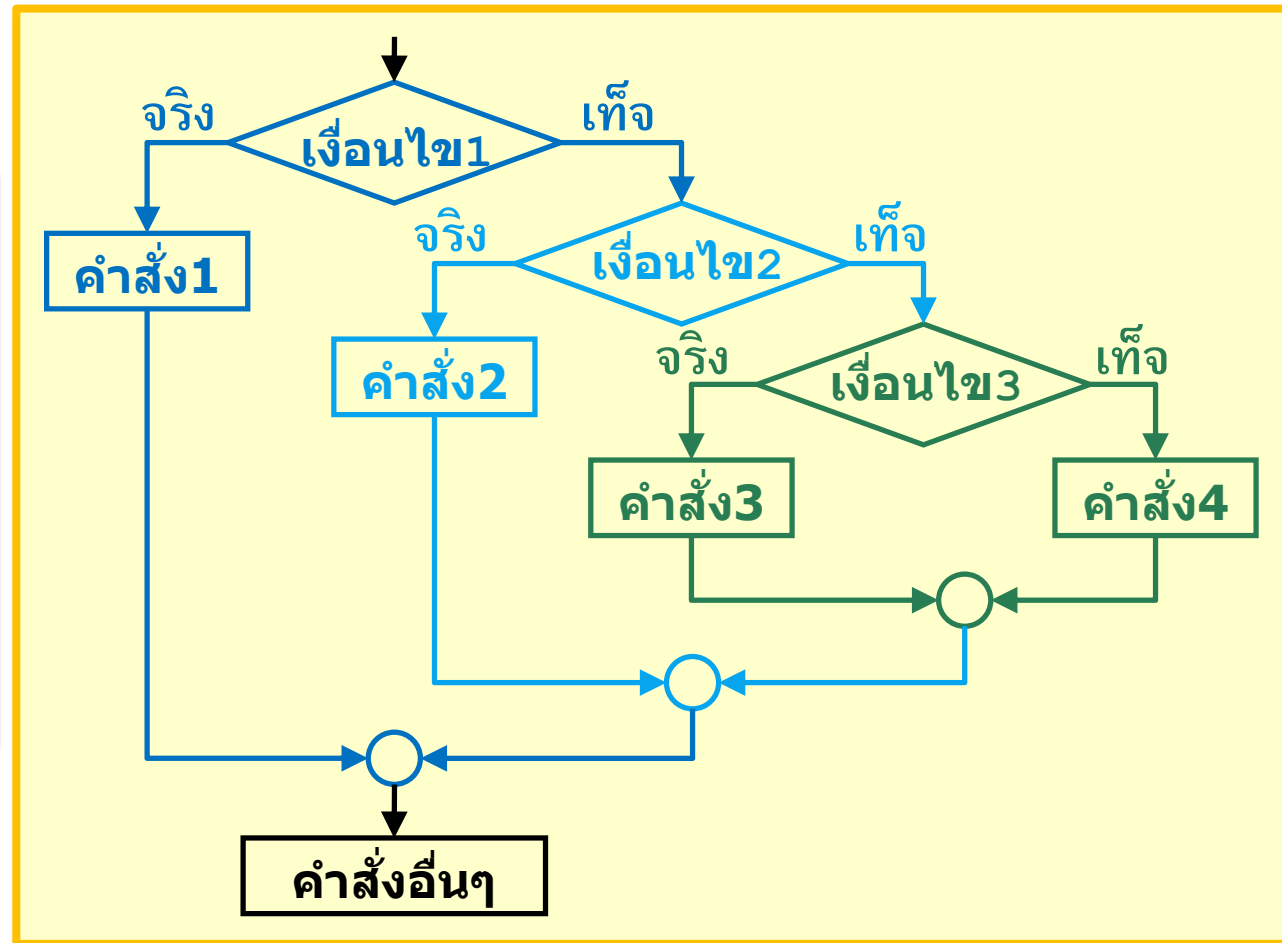 จริง
เท็จ
เงื่อนไข1
จริง
เท็จ
คำสั่ง1
เงื่อนไข2
จริง
เท็จ
คำสั่ง2
เงื่อนไข3
คำสั่ง3
คำสั่ง4
คำสั่งอื่นๆ